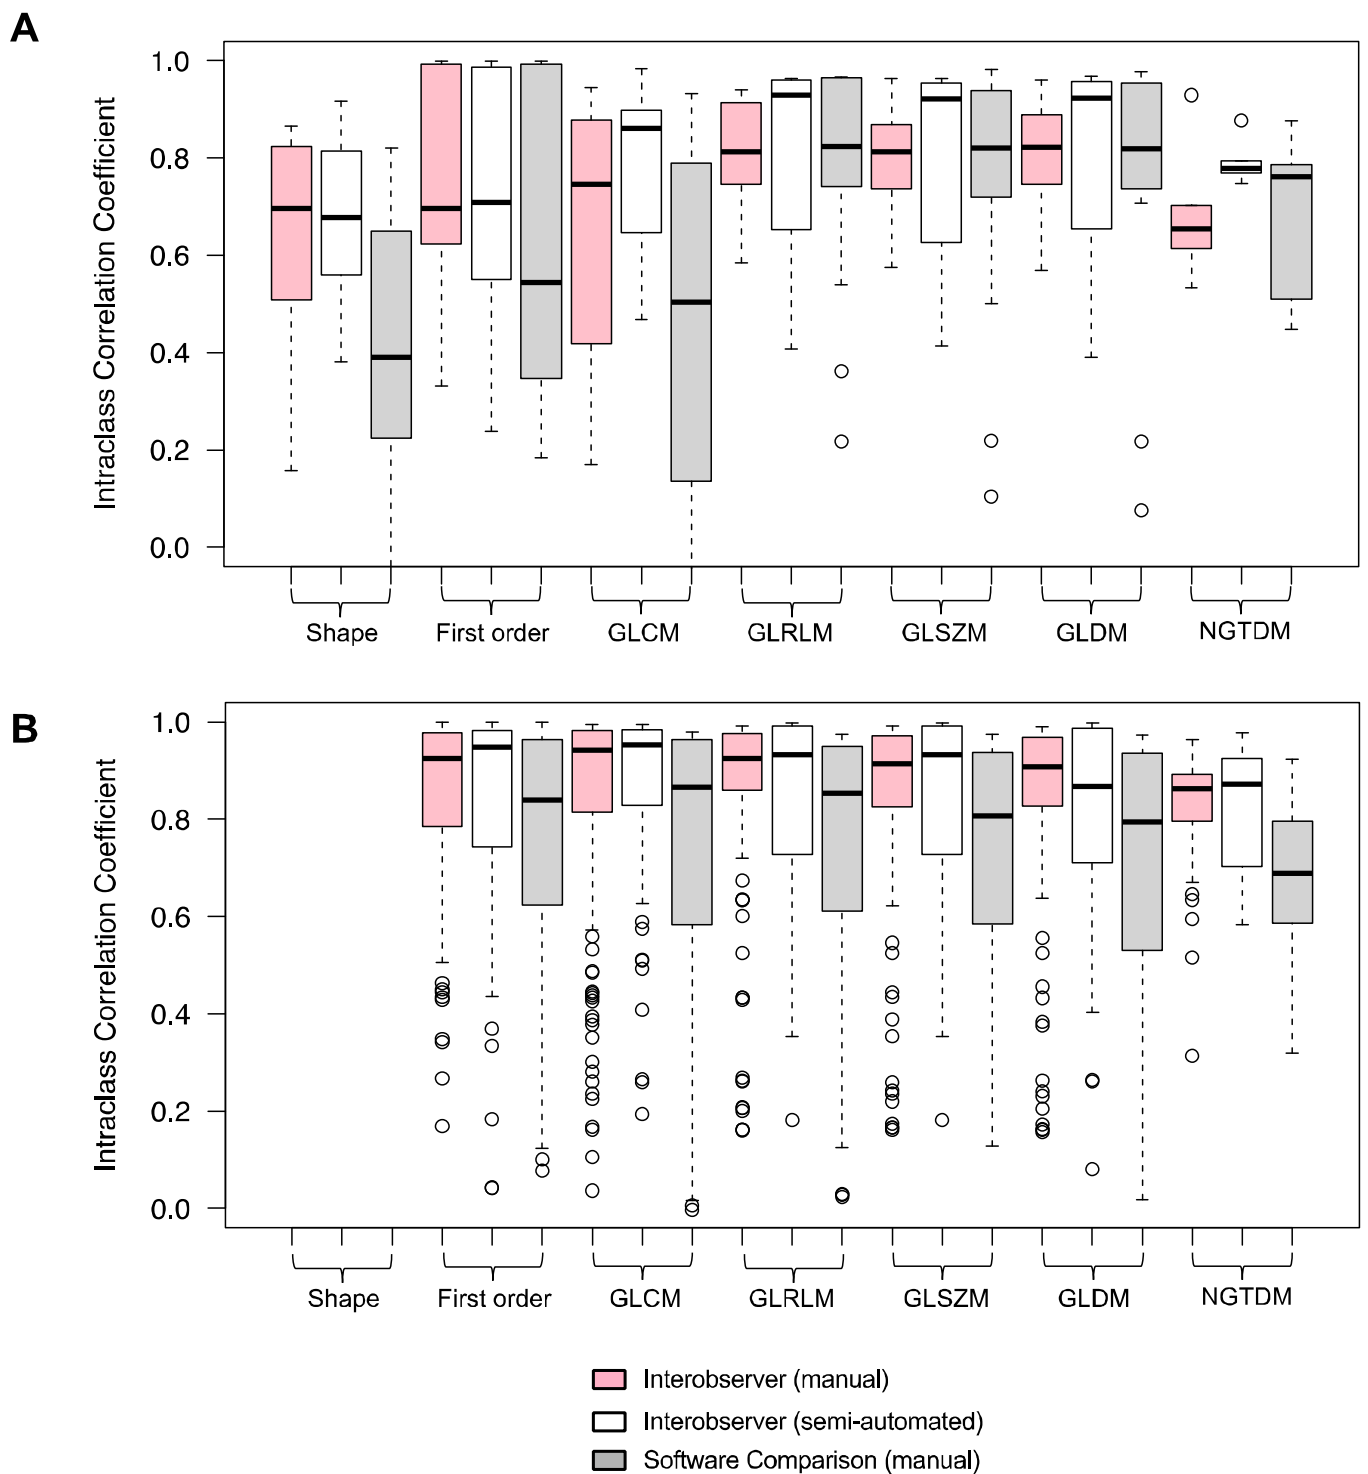 A
Intraclass Correlation Coefficient
1.0
0.8
0.6
0.4
0.2
0.0
Shape First order GLCM GLRLM GLSZM GLDM NGTDM
B
Intraclass Correlation Coefficient
1.0
0.8
0.6
0.4
0.2
0.0
Shape First order GLCM GLRLM GLSZM GLDM NGTDM
Interobserver (manual)
Interobserver (semi-automated)
Software Comparison (manual)